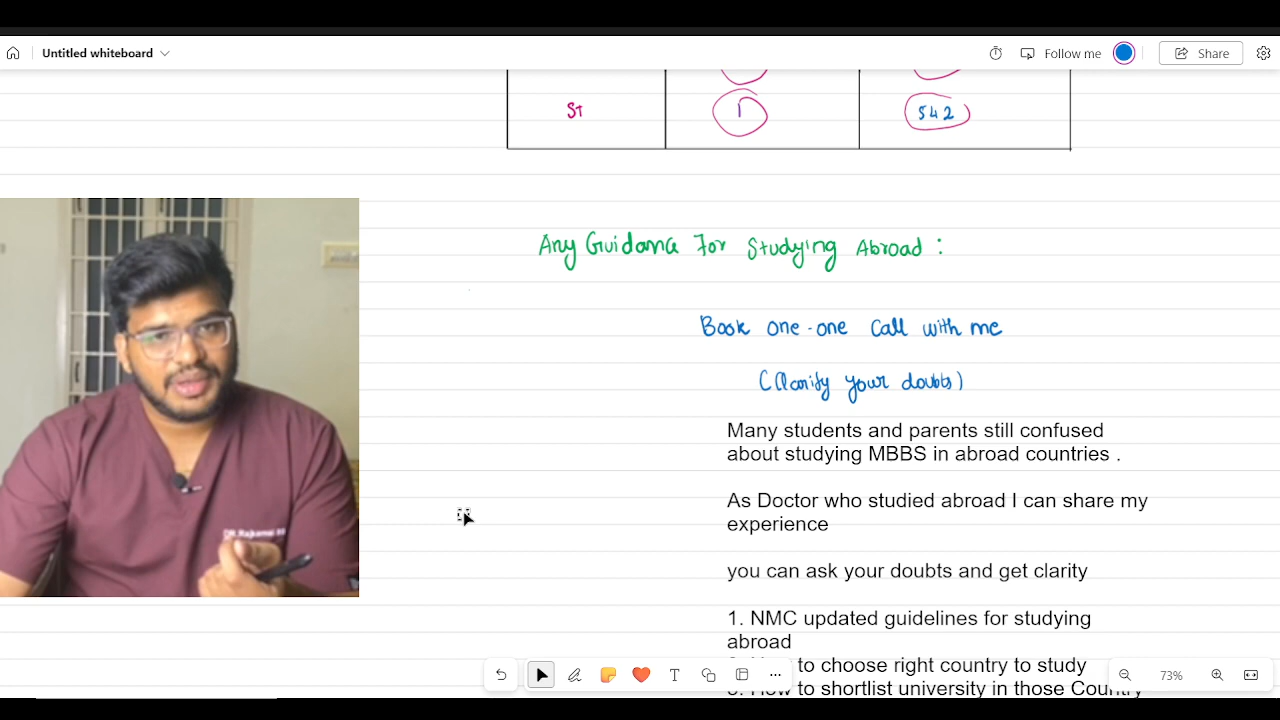 Untitled whiteboard
Follow me
Share
ST 1 542
Any Guidance For Studying Abroad :
Book one-one call with me
(Clarify your doubts)
Many students and parents still confused
about studying MBBS in abroad countries .
As Doctor who studied abroad I can share my
experience
you can ask your doubts and get clarity
DR.Rajkamal
1. NMC updated guidelines for studying
abroad
to choose right country to study
to shortlist university in those Country
73%